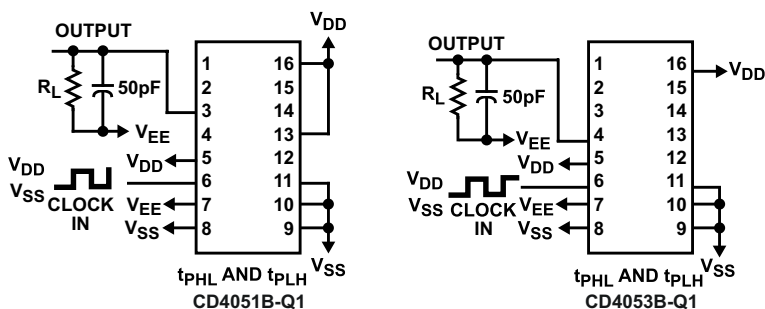 OUTPUT
R_L
50pF
V_EE
V_DD
V_SS
CLOCK
IN
V_DD
V_EE
V_SS
1
2
3
4
5
6
7
8
16
15
14
13
12
11
10
9
V_DD
V_SS
t_PHL AND t_PLH
CD4051B-Q1
OUTPUT
R_L
50pF
V_EE
V_DD
V_SS
CLOCK
IN
V_DD
V_EE
V_SS
1
2
3
4
5
6
7
8
16
15
14
13
12
11
10
9
V_DD
V_SS
t_PHL AND t_PLH
CD4053B-Q1